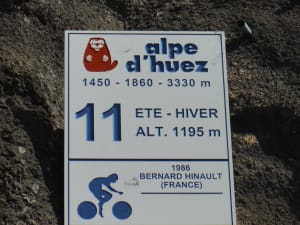 alpe
d'huez
1450 - 1860 - 3330 m
11 ETE - HIVER
ALT. 1195 m
1986
BERNARD HINAULT
(FRANCE)